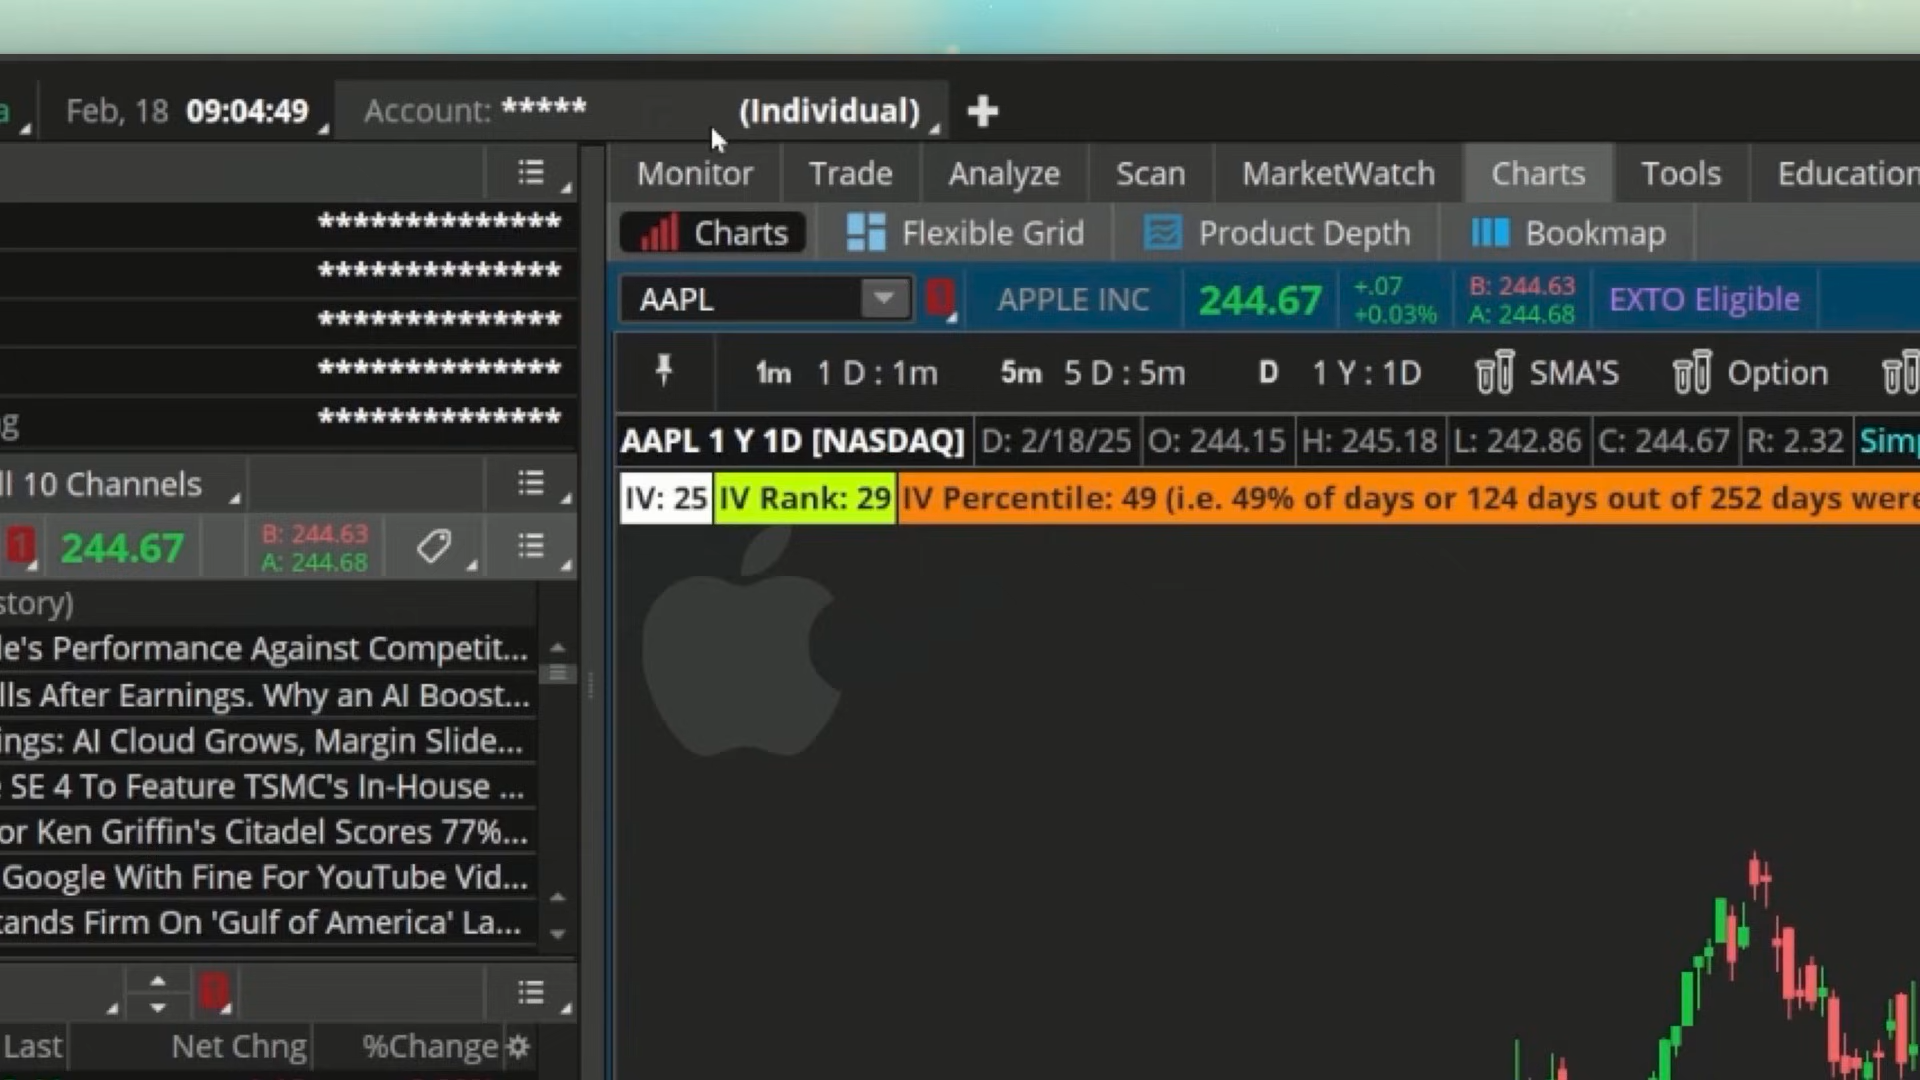 a
Feb, 18 09:04:49
Account: *****
(Individual)
Monitor Trade Analyze Scan MarketWatch Charts Tools Education
Charts Flexible Grid Product Depth Bookmap
AAPL APPLE INC 244.67 +.07 +0.03% B: 244.63 A: 244.68 EXTO Eligible
1m 1 D : 1m 5m 5 D : 5m D 1 Y : 1D SMA'S Option
AAPL 1 Y 1D [NASDAQ] D: 2/18/25 O: 244.15 H: 245.18 L: 242.86 C: 244.67 R: 2.32 Simp
IV: 25 IV Rank: 29 IV Percentile: 49 (i.e. 49% of days or 124 days out of 252 days were
**************
**************
**************
**************
g **************
ll 10 Channels
1 244.67 B: 244.63 A: 244.68
story)
le's Performance Against Competit...
lls After Earnings. Why an AI Boost...
ings: AI Cloud Grows, Margin Slide...
SE 4 To Feature TSMC's In-House ...
or Ken Griffin's Citadel Scores 77%...
Google With Fine For YouTube Vid...
tands Firm On 'Gulf of America' La...
Last Net Chng %Change